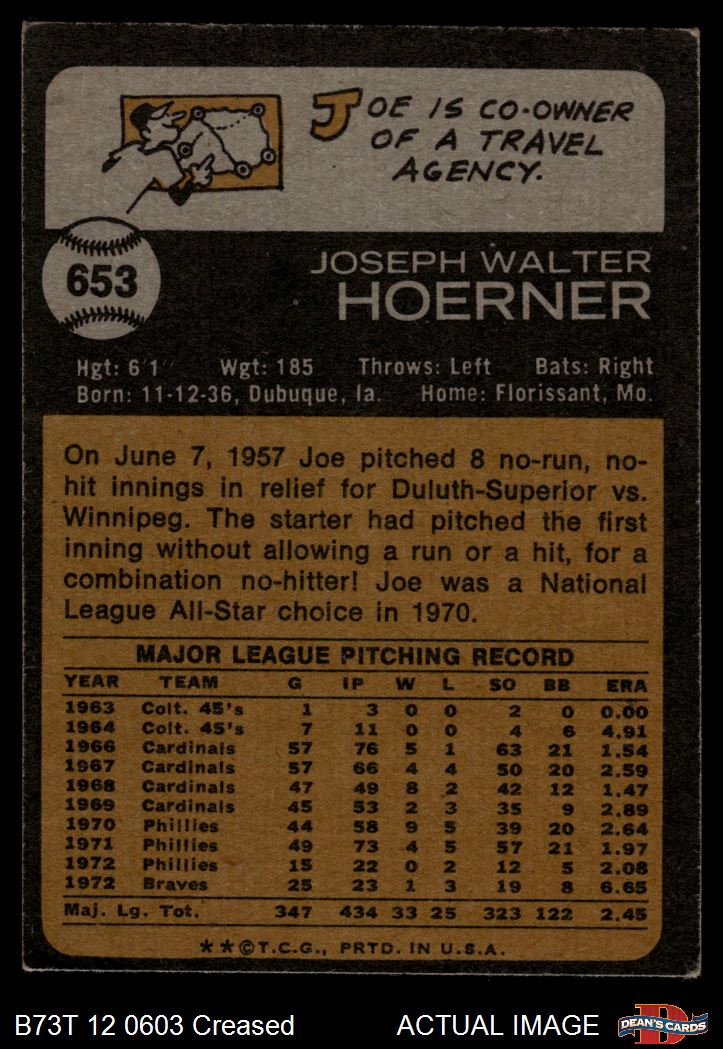 JOE IS CO-OWNER
OF A TRAVEL
AGENCY.
653
JOSEPH WALTER
HOERNER
Hgt: 6'1" Wgt: 185 Throws: Left Bats: Right
Born: 11-12-36, Dubuque, Ia. Home: Florissant, Mo.
On June 7, 1957 Joe pitched 8 no-run, no-
hit innings in relief for Duluth-Superior vs.
Winnipeg. The starter had pitched the first
inning without allowing a run or a hit, for a
combination no-hitter! Joe was a National
League All-Star choice in 1970.
MAJOR LEAGUE PITCHING RECORD
YEAR TEAM G IP W L SO BB ERA
1963 Colt. 45's 1 3 0 0 2 0 0.00
1964 Colt. 45's 7 11 0 0 4 6 4.91
1966 Cardinals 57 76 5 1 63 21 1.54
1967 Cardinals 57 66 4 4 50 20 2.59
1968 Cardinals 47 49 8 2 42 12 1.47
1969 Cardinals 45 53 2 3 35 9 2.89
1970 Phillies 44 58 9 5 39 20 2.64
1971 Phillies 49 73 4 5 57 21 1.97
1972 Phillies 15 22 0 2 12 5 2.08
1972 Braves 25 23 1 3 19 8 6.65
Maj. Lg. Tot. 347 434 33 25 323 122 2.45
**©T.C.G., PRTD. IN U.S.A.
B73T 12 0603 Creased ACTUAL IMAGE
DEAN'S CARDS